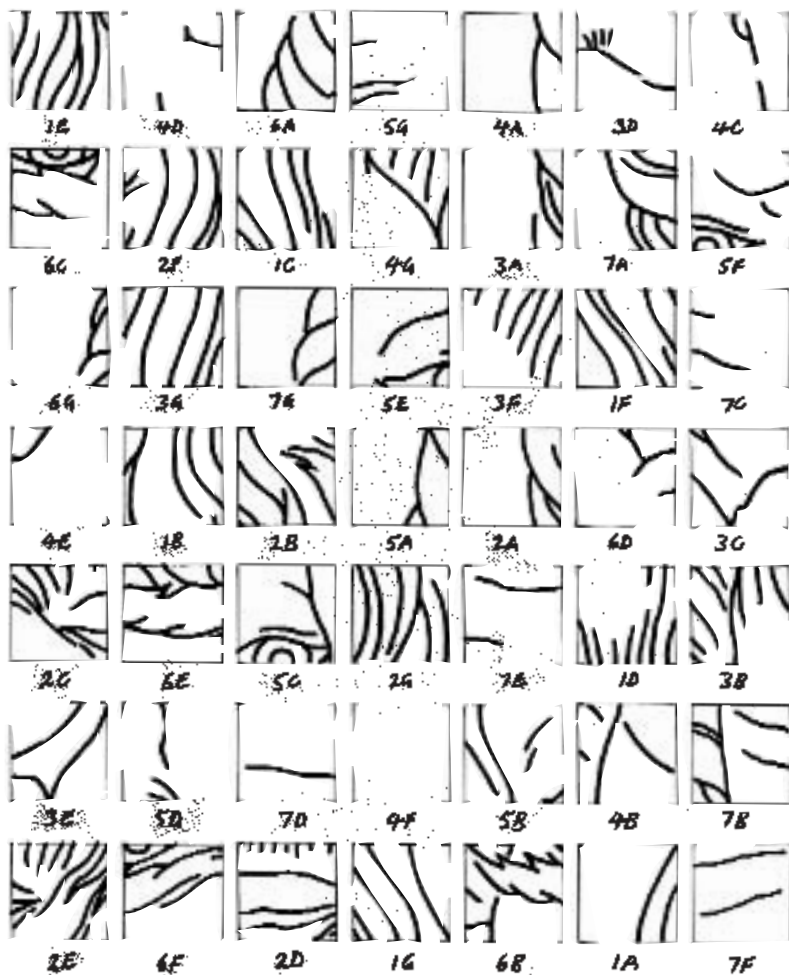 1E 4D 6A 5G 4A 3D 4C
6C 2F 1C 4G 3A 7A 5F
6G 3G 7G 5E 3F 1F 7C
4E 1B 2B 5A 2A 6D 3C
2C 6E 5C 2G 7E 1D 3B
3E 5D 7D 4F 5B 4B 7B
2E 6F 2D 1G 6B 1A 7F